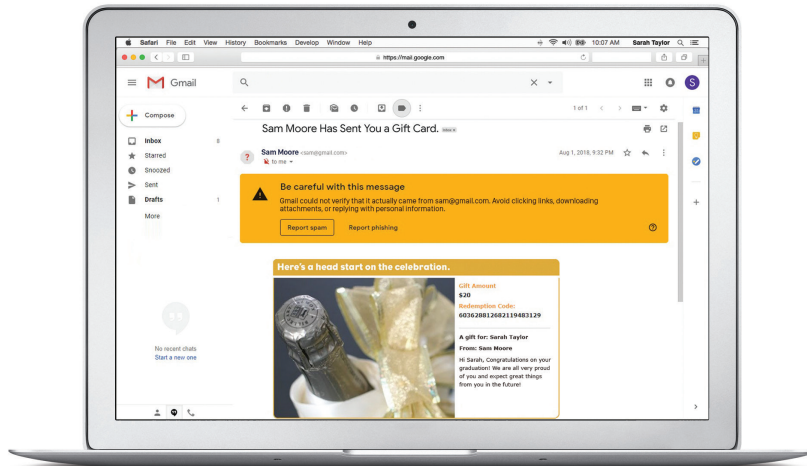 Safari File Edit View History Bookmarks Develop Window Help
10:07 AM Sarah Taylor
https://mail.google.com
Gmail
S
Compose
1 of 1
Inbox 9
Starred
Snoozed
Sent
Drafts 1
More
Sam Moore Has Sent You a Gift Card.
?
Sam Moore <sam@gmail.com>
Aug 1, 2018, 9:32 PM
to me
Be careful with this message
Gmail could not verify that it actually came from sam@gmail.com. Avoid clicking links, downloading
attachments, or replying with personal information.
Report spam Report phishing
Here's a head start on the celebration.
Gift Amount
$20
Redemption Code:
603628812682119483129
A gift for: Sarah Taylor
From: Sam Moore
Hi Sarah, Congratulations on your
graduation! We are all very proud
of you and expect great things
from you in the future!
No recent chats
Start a new one